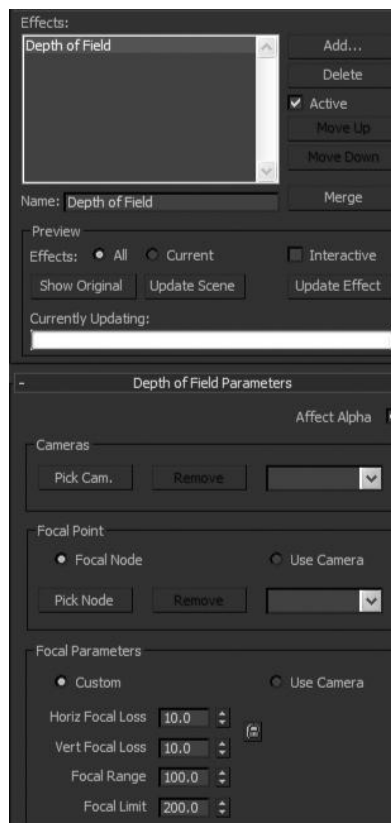 Effects:
Depth of Field
Add...
Delete
Active
Move Up
Move Down
Name: Depth of Field
Merge
Preview
Effects: All Current Interactive
Show Original Update Scene Update Effect
Currently Updating:
- Depth of Field Parameters
Affect Alpha
Cameras
Pick Cam. Remove
Focal Point
Focal Node Use Camera
Pick Node Remove
Focal Parameters
Custom Use Camera
Horiz Focal Loss 10.0
Vert Focal Loss 10.0
Focal Range 100.0
Focal Limit 200.0